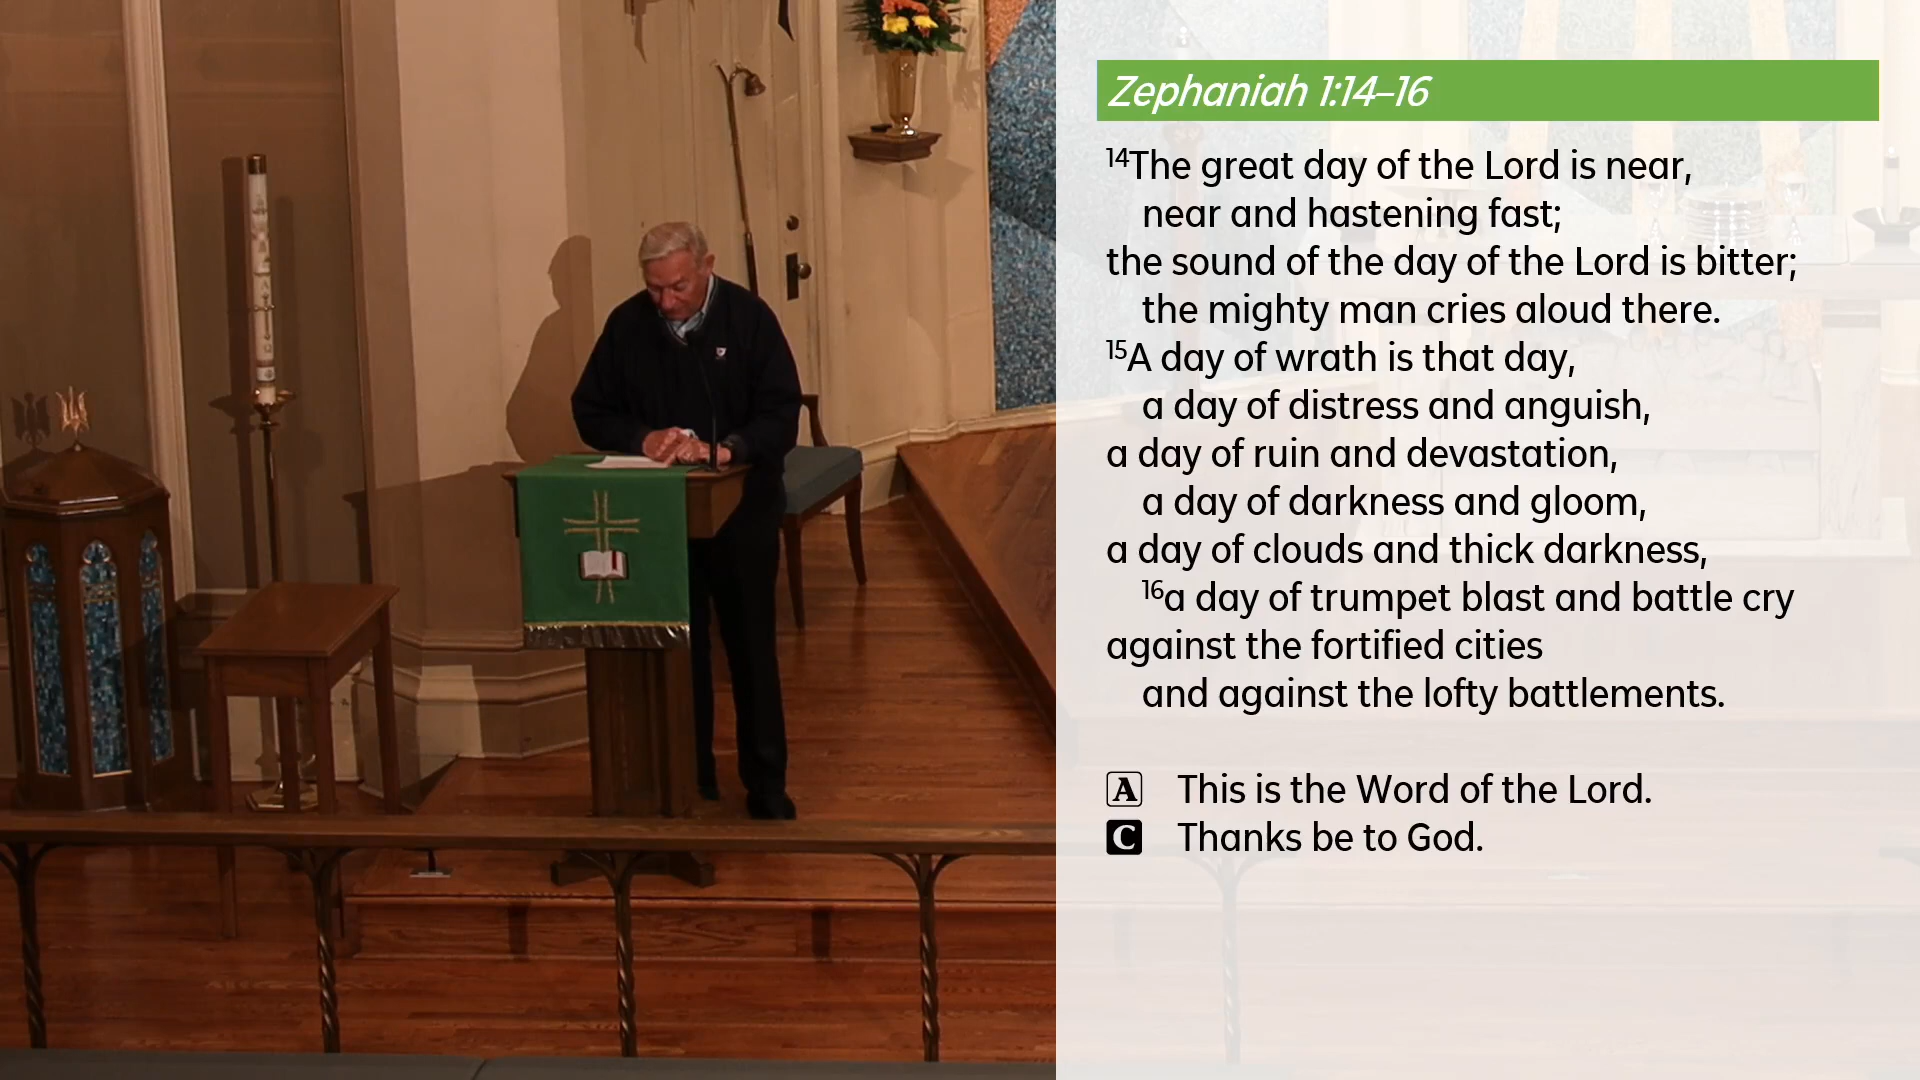 Zephaniah 1:14–16
14The great day of the Lord is near,
near and hastening fast;
the sound of the day of the Lord is bitter;
the mighty man cries aloud there.
15A day of wrath is that day,
a day of distress and anguish,
a day of ruin and devastation,
a day of darkness and gloom,
a day of clouds and thick darkness,
16a day of trumpet blast and battle cry
against the fortified cities
and against the lofty battlements.
A This is the Word of the Lord.
C Thanks be to God.